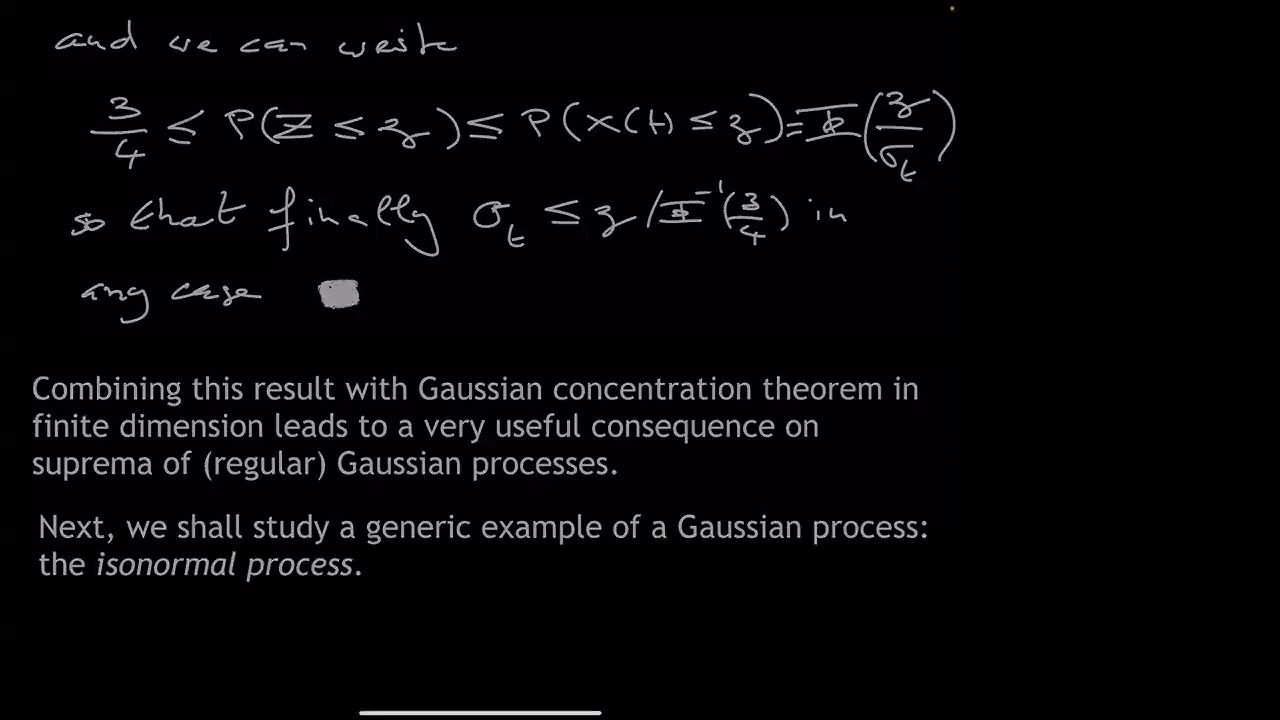 and we can write
3/4 ≤ P(Z ≤ z) ≤ P(X(t) ≤ z) = Φ(z/σ_t)
so that finally σ_t ≤ z/Φ^{-1}(3/4) in
any case
Combining this result with Gaussian concentration theorem in
finite dimension leads to a very useful consequence on
suprema of (regular) Gaussian processes.
Next, we shall study a generic example of a Gaussian process:
the isonormal process.